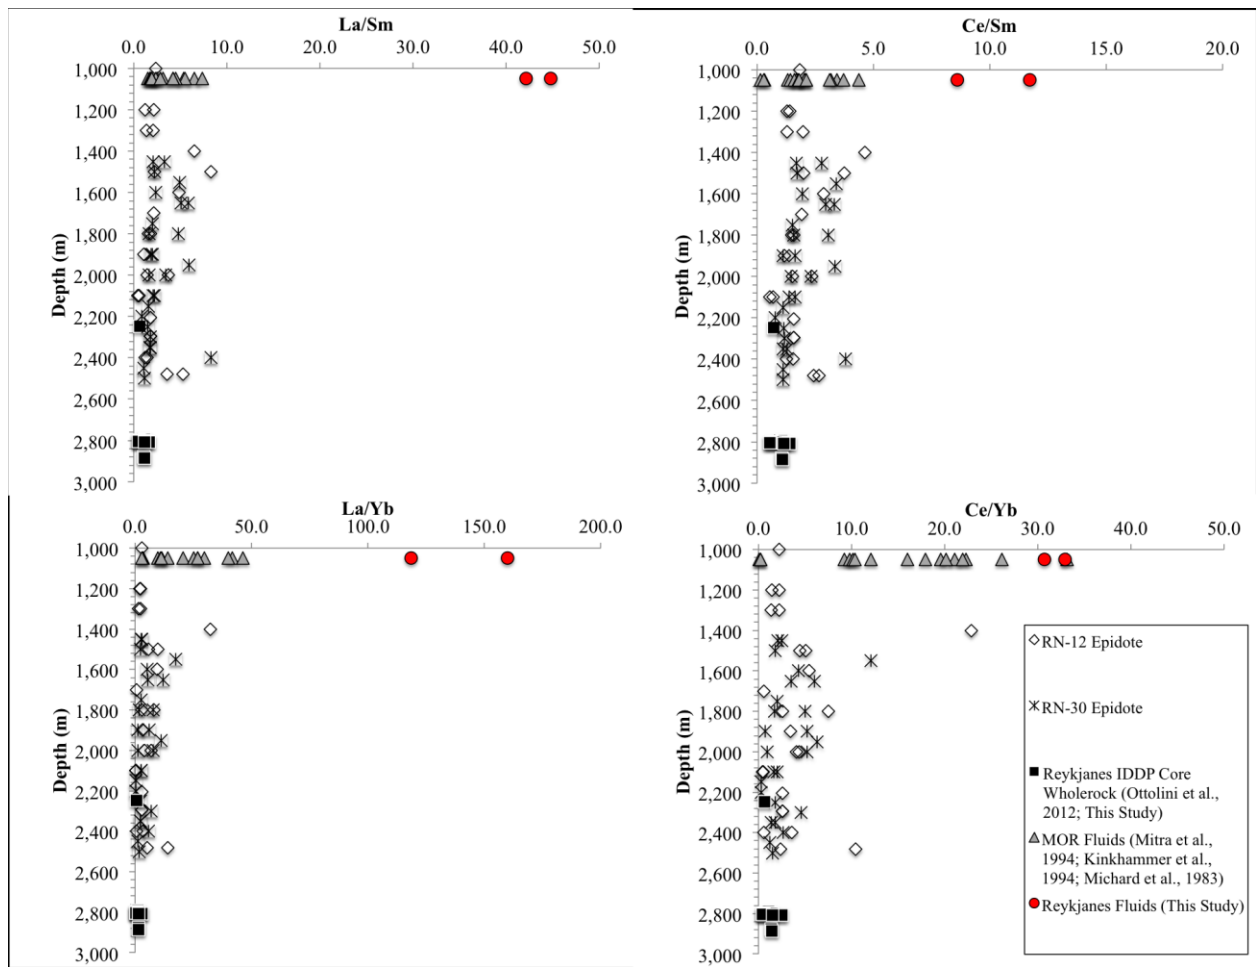 La/Sm
0.0 10.0 20.0 30.0 40.0 50.0
1,000
1,200
1,400
1,600
1,800
2,000
2,200
2,400
2,600
2,800
3,000
Depth (m)
Ce/Sm
0.0 5.0 10.0 15.0 20.0
1,000
1,200
1,400
1,600
1,800
2,000
2,200
2,400
2,600
2,800
3,000
Depth (m)
La/Yb
0.0 50.0 100.0 150.0 200.0
1,000
1,200
1,400
1,600
1,800
2,000
2,200
2,400
2,600
2,800
3,000
Depth (m)
Ce/Yb
0.0 10.0 20.0 30.0 40.0 50.0
1,000
1,200
1,400
1,600
1,800
2,000
2,200
2,400
2,600
2,800
3,000
Depth (m)
RN-12 Epidote
RN-30 Epidote
Reykjanes IDDP Core
Wholerock (Ottolini et al.,
2012; This Study)
MOR Fluids (Mitra et al.,
1994; Kinkhammer et al.,
1994; Michard et al., 1983)
Reykjanes Fluids (This Study)